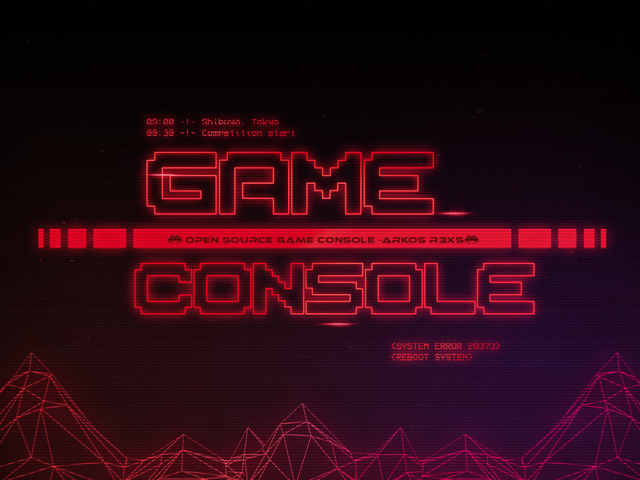 09:00 -!- Shibuya, Tokyo
09:30 -!- Competition start
GAME
OPEN SOURCE GAME CONSOLE -ARKOS R3XS
CONSOLE
<SYSTEM ERROR 20373>
<REBOOT SYSTEM>